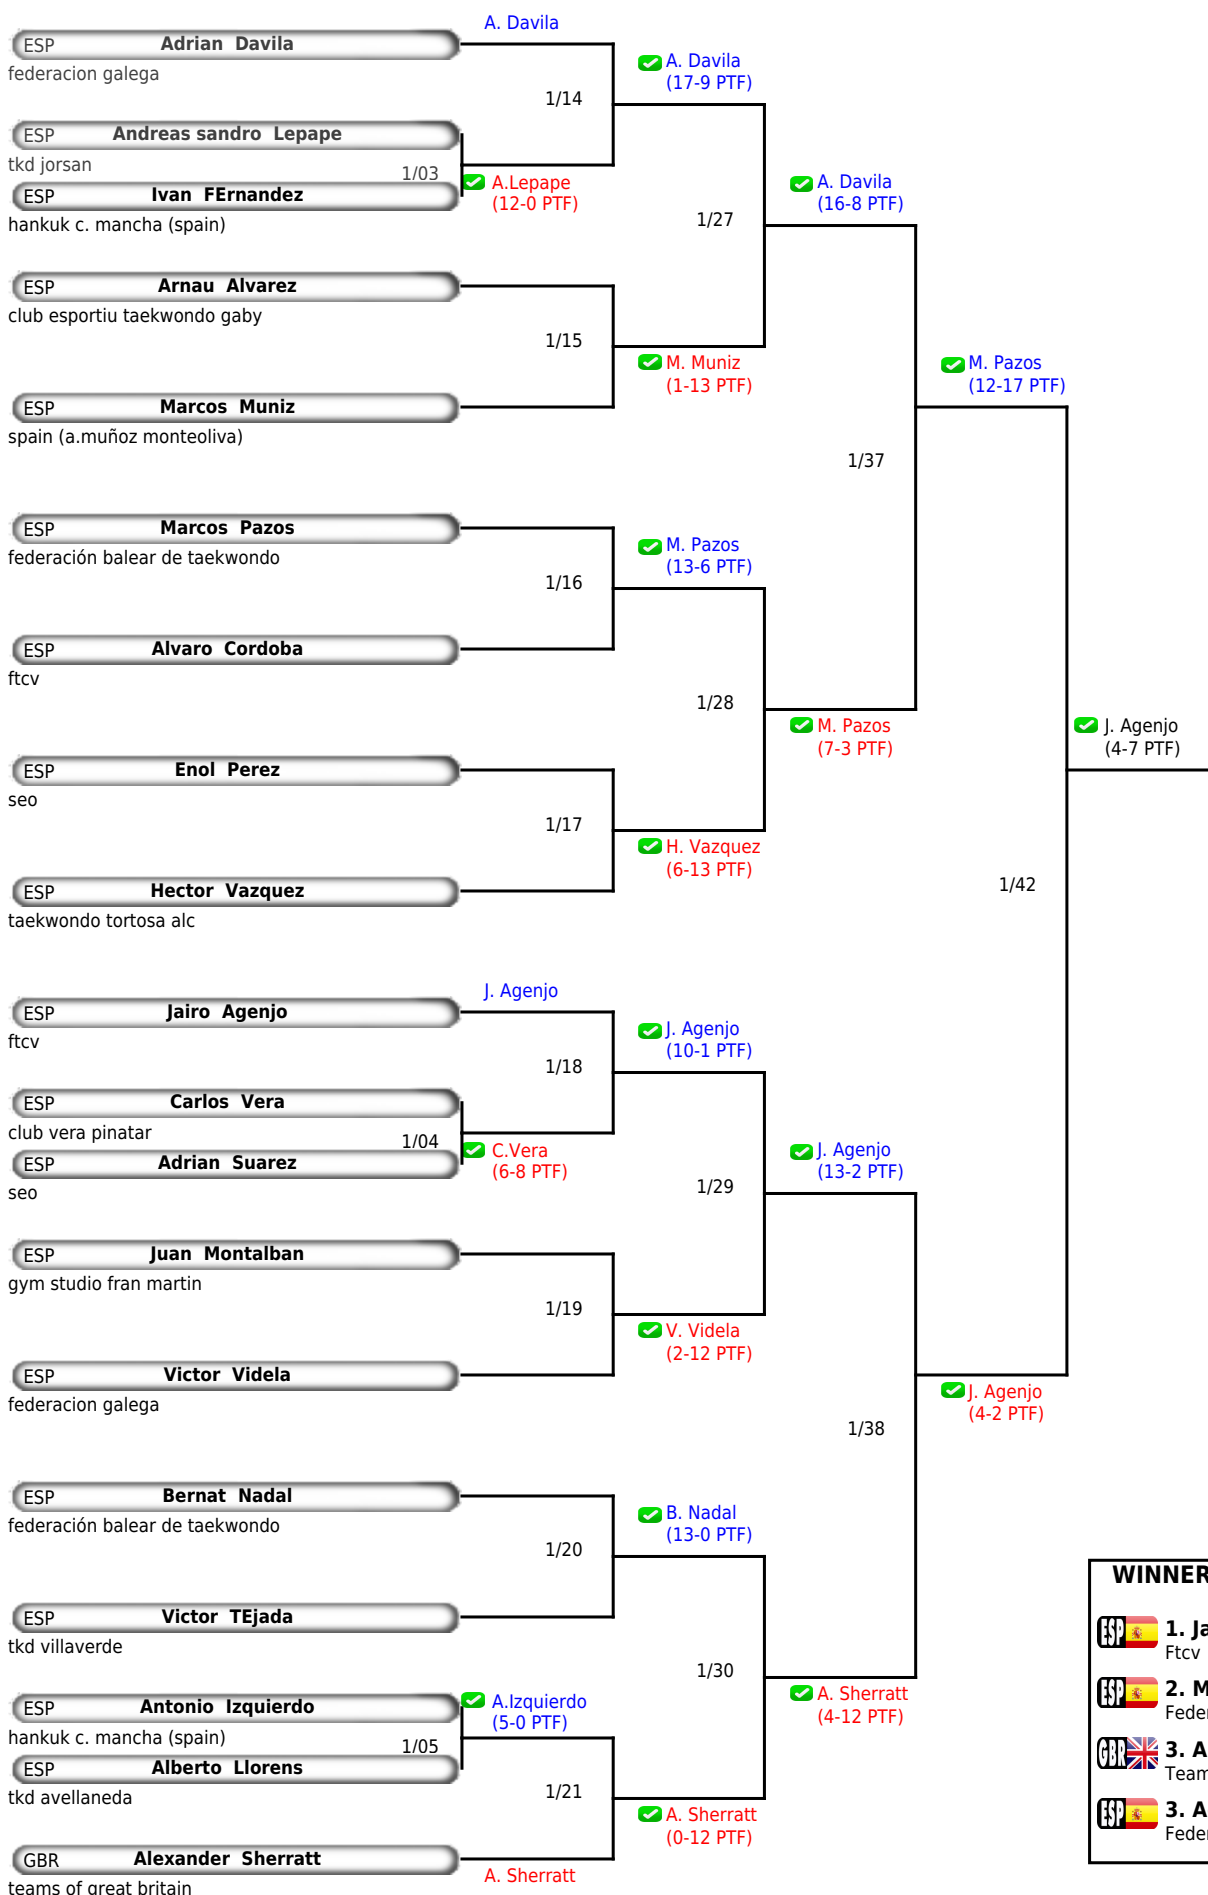 A. Davila
ESP Adrian Davila
federacion galega
A. Davila
(17-9 PTF)
1/14
ESP Andreas sandro Lepape
tkd jorsan
1/03
A.Lepape
(12-0 PTF)
ESP Ivan FErnandez
hankuk c. mancha (spain)
A. Davila
(16-8 PTF)
1/27
ESP Arnau Alvarez
club esportiu taekwondo gaby
1/15
M. Muniz
(1-13 PTF)
M. Pazos
(12-17 PTF)
ESP Marcos Muniz
spain (a.muñoz monteoliva)
1/37
ESP Marcos Pazos
federación balear de taekwondo
M. Pazos
(13-6 PTF)
1/16
ESP Alvaro Cordoba
ftcv
1/28
M. Pazos
(7-3 PTF)
J. Agenjo
(4-7 PTF)
ESP Enol Perez
seo
1/17
H. Vazquez
(6-13 PTF)
ESP Hector Vazquez
taekwondo tortosa alc
1/42
J. Agenjo
ESP Jairo Agenjo
ftcv
J. Agenjo
(10-1 PTF)
1/18
ESP Carlos Vera
club vera pinatar
1/04
C.Vera
(6-8 PTF)
ESP Adrian Suarez
seo
J. Agenjo
(13-2 PTF)
1/29
ESP Juan Montalban
gym studio fran martin
1/19
V. Videla
(2-12 PTF)
ESP Victor Videla
federacion galega
J. Agenjo
(4-2 PTF)
1/38
ESP Bernat Nadal
federación balear de taekwondo
B. Nadal
(13-0 PTF)
1/20
ESP Victor TEjada
tkd villaverde
1/30
A. Sherratt
(4-12 PTF)
ESP Antonio Izquierdo
hankuk c. mancha (spain)
1/05
A.Izquierdo
(5-0 PTF)
ESP Alberto Llorens
tkd avellaneda
1/21
A. Sherratt
(0-12 PTF)
GBR Alexander Sherratt
teams of great britain
A. Sherratt
WINNER
ESP 1. Ja
Ftcv
ESP 2. M
Feder
GBR 3. A
Team
ESP 3. A
Feder